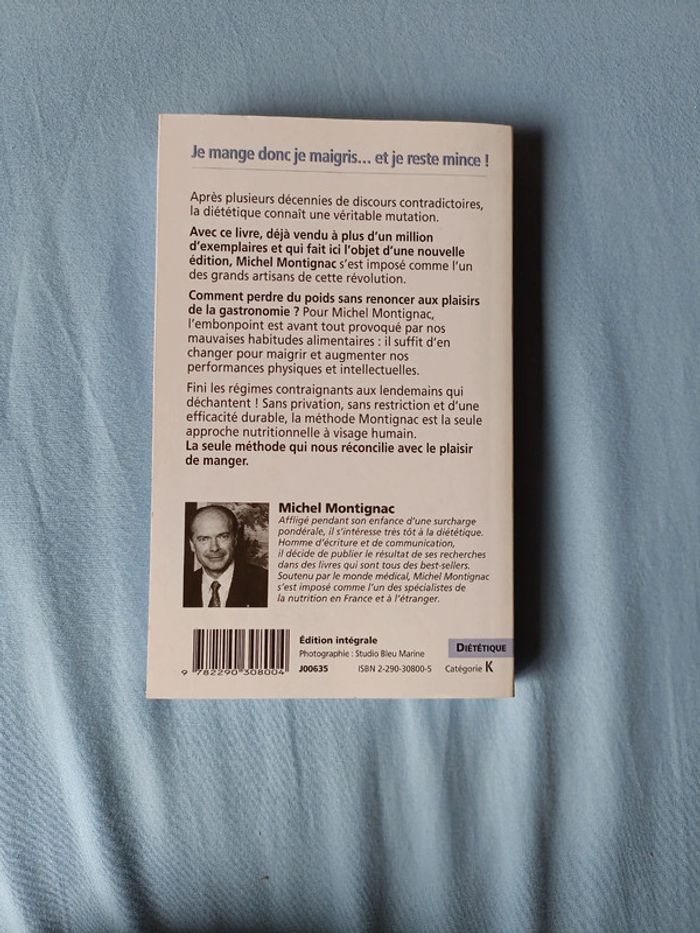 Je mange donc je maigris... et je reste mince !
Après plusieurs décennies de discours contradictoires,
la diététique connaît une véritable mutation.
Avec ce livre, déjà vendu à plus d'un million
d'exemplaires et qui fait ici l'objet d'une nouvelle
édition, Michel Montignac s'est imposé comme l'un
des grands artisans de cette révolution.
Comment perdre du poids sans renoncer aux plaisirs
de la gastronomie ? Pour Michel Montignac,
l'embonpoint est avant tout provoqué par nos
mauvaises habitudes alimentaires : il suffit d'en
changer pour maigrir et augmenter nos
performances physiques et intellectuelles.
Fini les régimes contraignants aux lendemains qui
déchantent ! Sans privation, sans restriction et d'une
efficacité durable, la méthode Montignac est la seule
approche nutritionnelle à visage humain.
La seule méthode qui nous réconcilie avec le plaisir
de manger.
Michel Montignac
Affligé pendant son enfance d'une surcharge
pondérale, il s'intéresse très tôt à la diététique.
Homme d'écriture et de communication,
il décide de publier le résultat de ses recherches
dans des livres qui sont tous des best-sellers.
Soutenu par le monde médical, Michel Montignac
s'est imposé comme l'un des spécialistes de
la nutrition en France et à l'étranger.
Édition intégrale
DIÉTÉTIQUE
Photographie : Studio Bleu Marine
J00635
ISBN 2-290-30800-5
Catégorie K
9 782290 308004